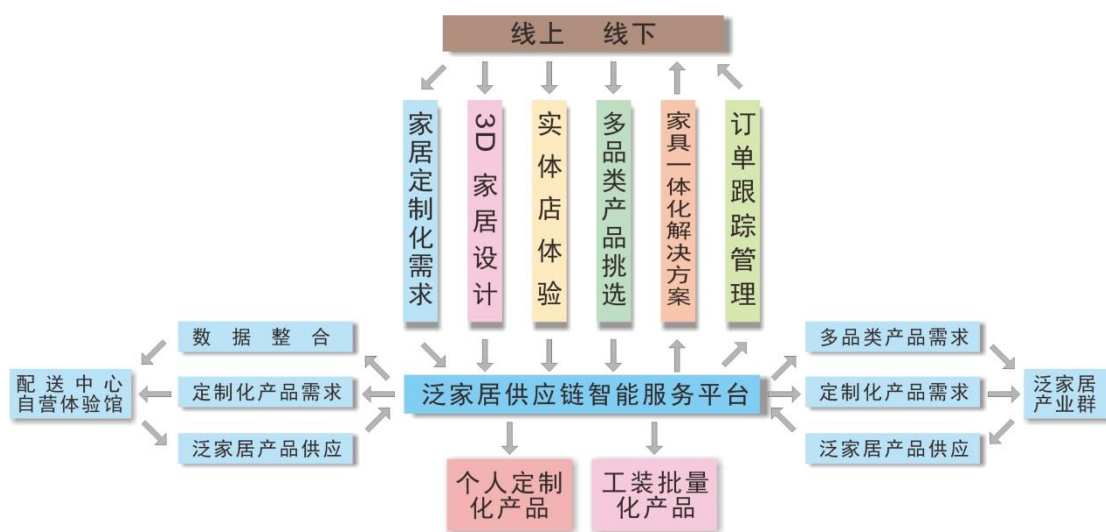 线上 线下
家居定制化需求
3D 家居设计
实体店体验
多品类产品挑选
家具一体化解决方案
订单跟踪管理
数据整合
多品类产品需求
配送中心
自营体验馆
定制化产品需求
泛家居供应链智能服务平台
定制化产品需求
泛家居
产业群
泛家居产品供应
泛家居产品供应
个人定制
化产品
工装批量
化产品